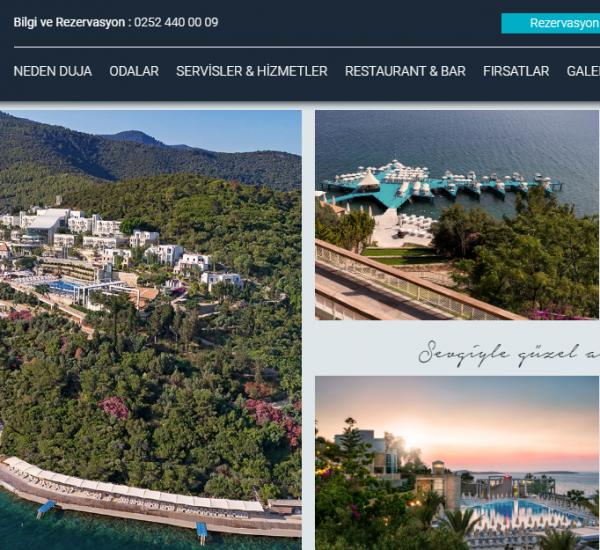 Bilgi ve Rezervasyon : 0252 440 00 09
Rezervasyon
NEDEN DUJA ODALAR SERVİSLER & HİZMETLER RESTAURANT & BAR FIRSATLAR GALE
Sevgiyle güzel a